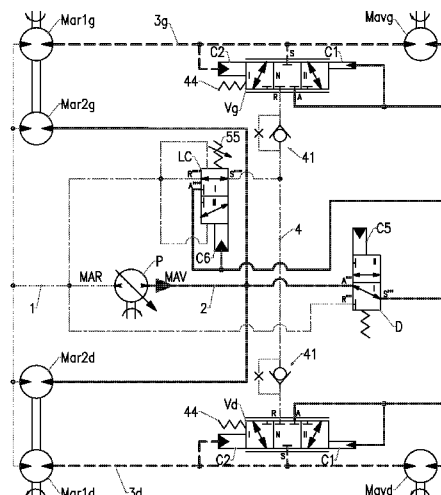 Mar1g
3g
Mavg
C2
S
C1
I
N
II
44
Vg
R
A
Mar2g
55
LC
41
R''''
S''''
A''''
I
II
4
C5
C6
P
MAR
MAV
II
A'''
I
S'''
R'''
1
2
D
Mar2d
41
44
Vd
R
A
I
N
II
C2
S
C1
Mar1d
3d
Mavd